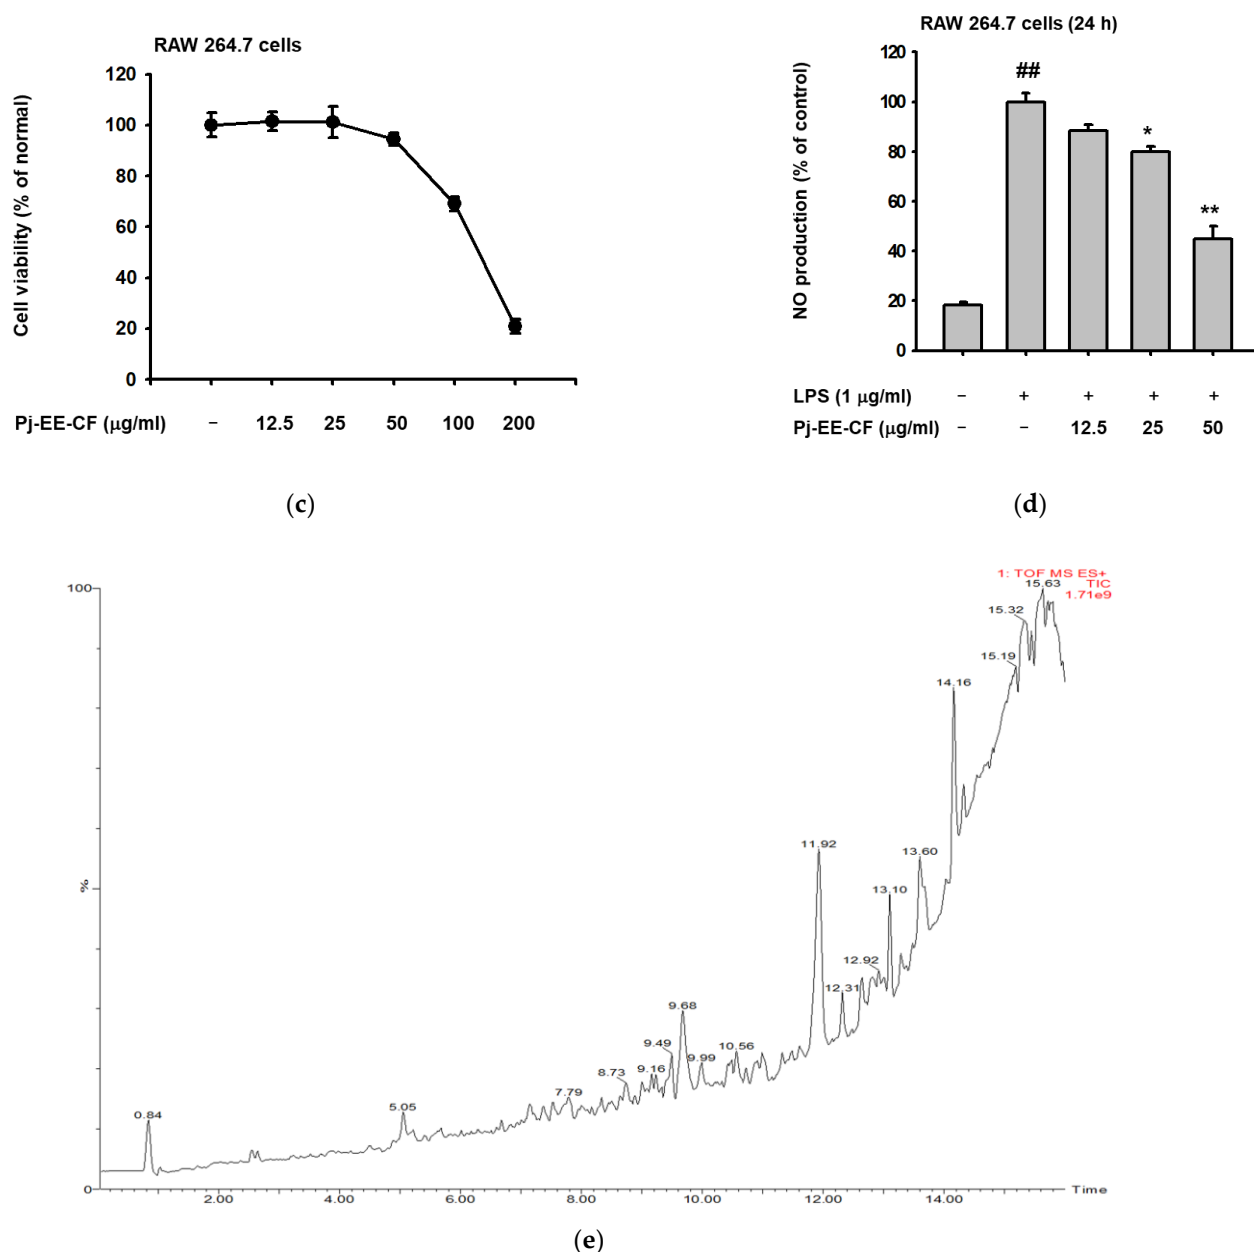 RAW 264.7 cells
Cell viability (% of normal)
120
100
80
60
40
20
0
Pj-EE-CF (μg/ml) − 12.5 25 50 100 200
(c)
RAW 264.7 cells (24 h)
NO production (% of control)
120
100
80
60
40
20
0
##
*
**
LPS (1 μg/ml) − + + + +
Pj-EE-CF (μg/ml) − − 12.5 25 50
(d)
1: TOF MS ES+
TIC
1.71e9
100
%
0
0.84
5.05
7.79
8.73
9.16
9.49
9.68
9.99
10.56
11.92
12.31
12.92
13.10
13.60
14.16
15.19
15.32
15.63
2.00 4.00 6.00 8.00 10.00 12.00 14.00 Time
(e)